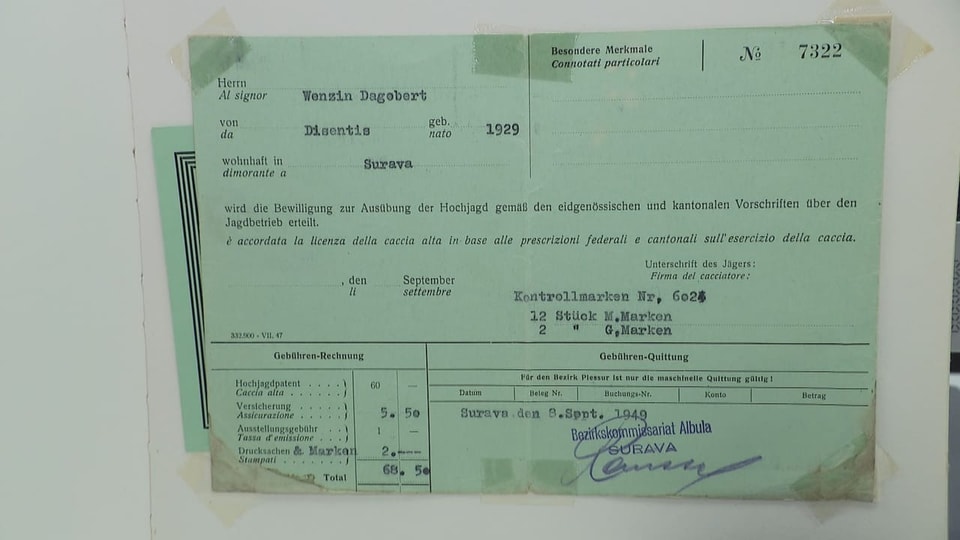 Besondere Merkmale
Connotati particolari
№ 7322
Herrn
Al signor Wenzin Dagobert
von
da Disentis
geb.
nato 1929
wohnhaft in
dimorante a Surava
wird die Bewilligung zur Ausübung der Hochjagd gemäß den eidgenössischen und kantonalen Vorschriften über den
Jagdbetrieb erteilt.
è accordata la licenza della caccia alta in base alle prescrizioni federali e cantonali sull'esercizio della caccia.
Unterschrift des Jägers:
Firma del cacciatore:
, den September
li settembre
Kontrollmarken Nr, 6024
12 Stück M.Marken
2 " G,Marken
332.900 - VII. 47
Gebühren-Rechnung
Gebühren-Quittung
Für den Bezirk Plessur ist nur die maschinelle Quittung gültig!
Datum Beleg Nr. Buchungs-Nr. Konto Betrag
Hochjagdpatent . . . . )
Caccia alta . . . . . . ) 60 —
Versicherung . . . . . )
Assicurazione . . . . . ) 5. 50
Ausstellungsgebühr . . )
Tassa d'emissione . . . ) 1 —
Drucksachen & Marken 2.——
Stampati . . . . . . . )
Total 68. 50
Surava den 8.Sept. 1949
Bezirkskommissariat Albula
SURAVA